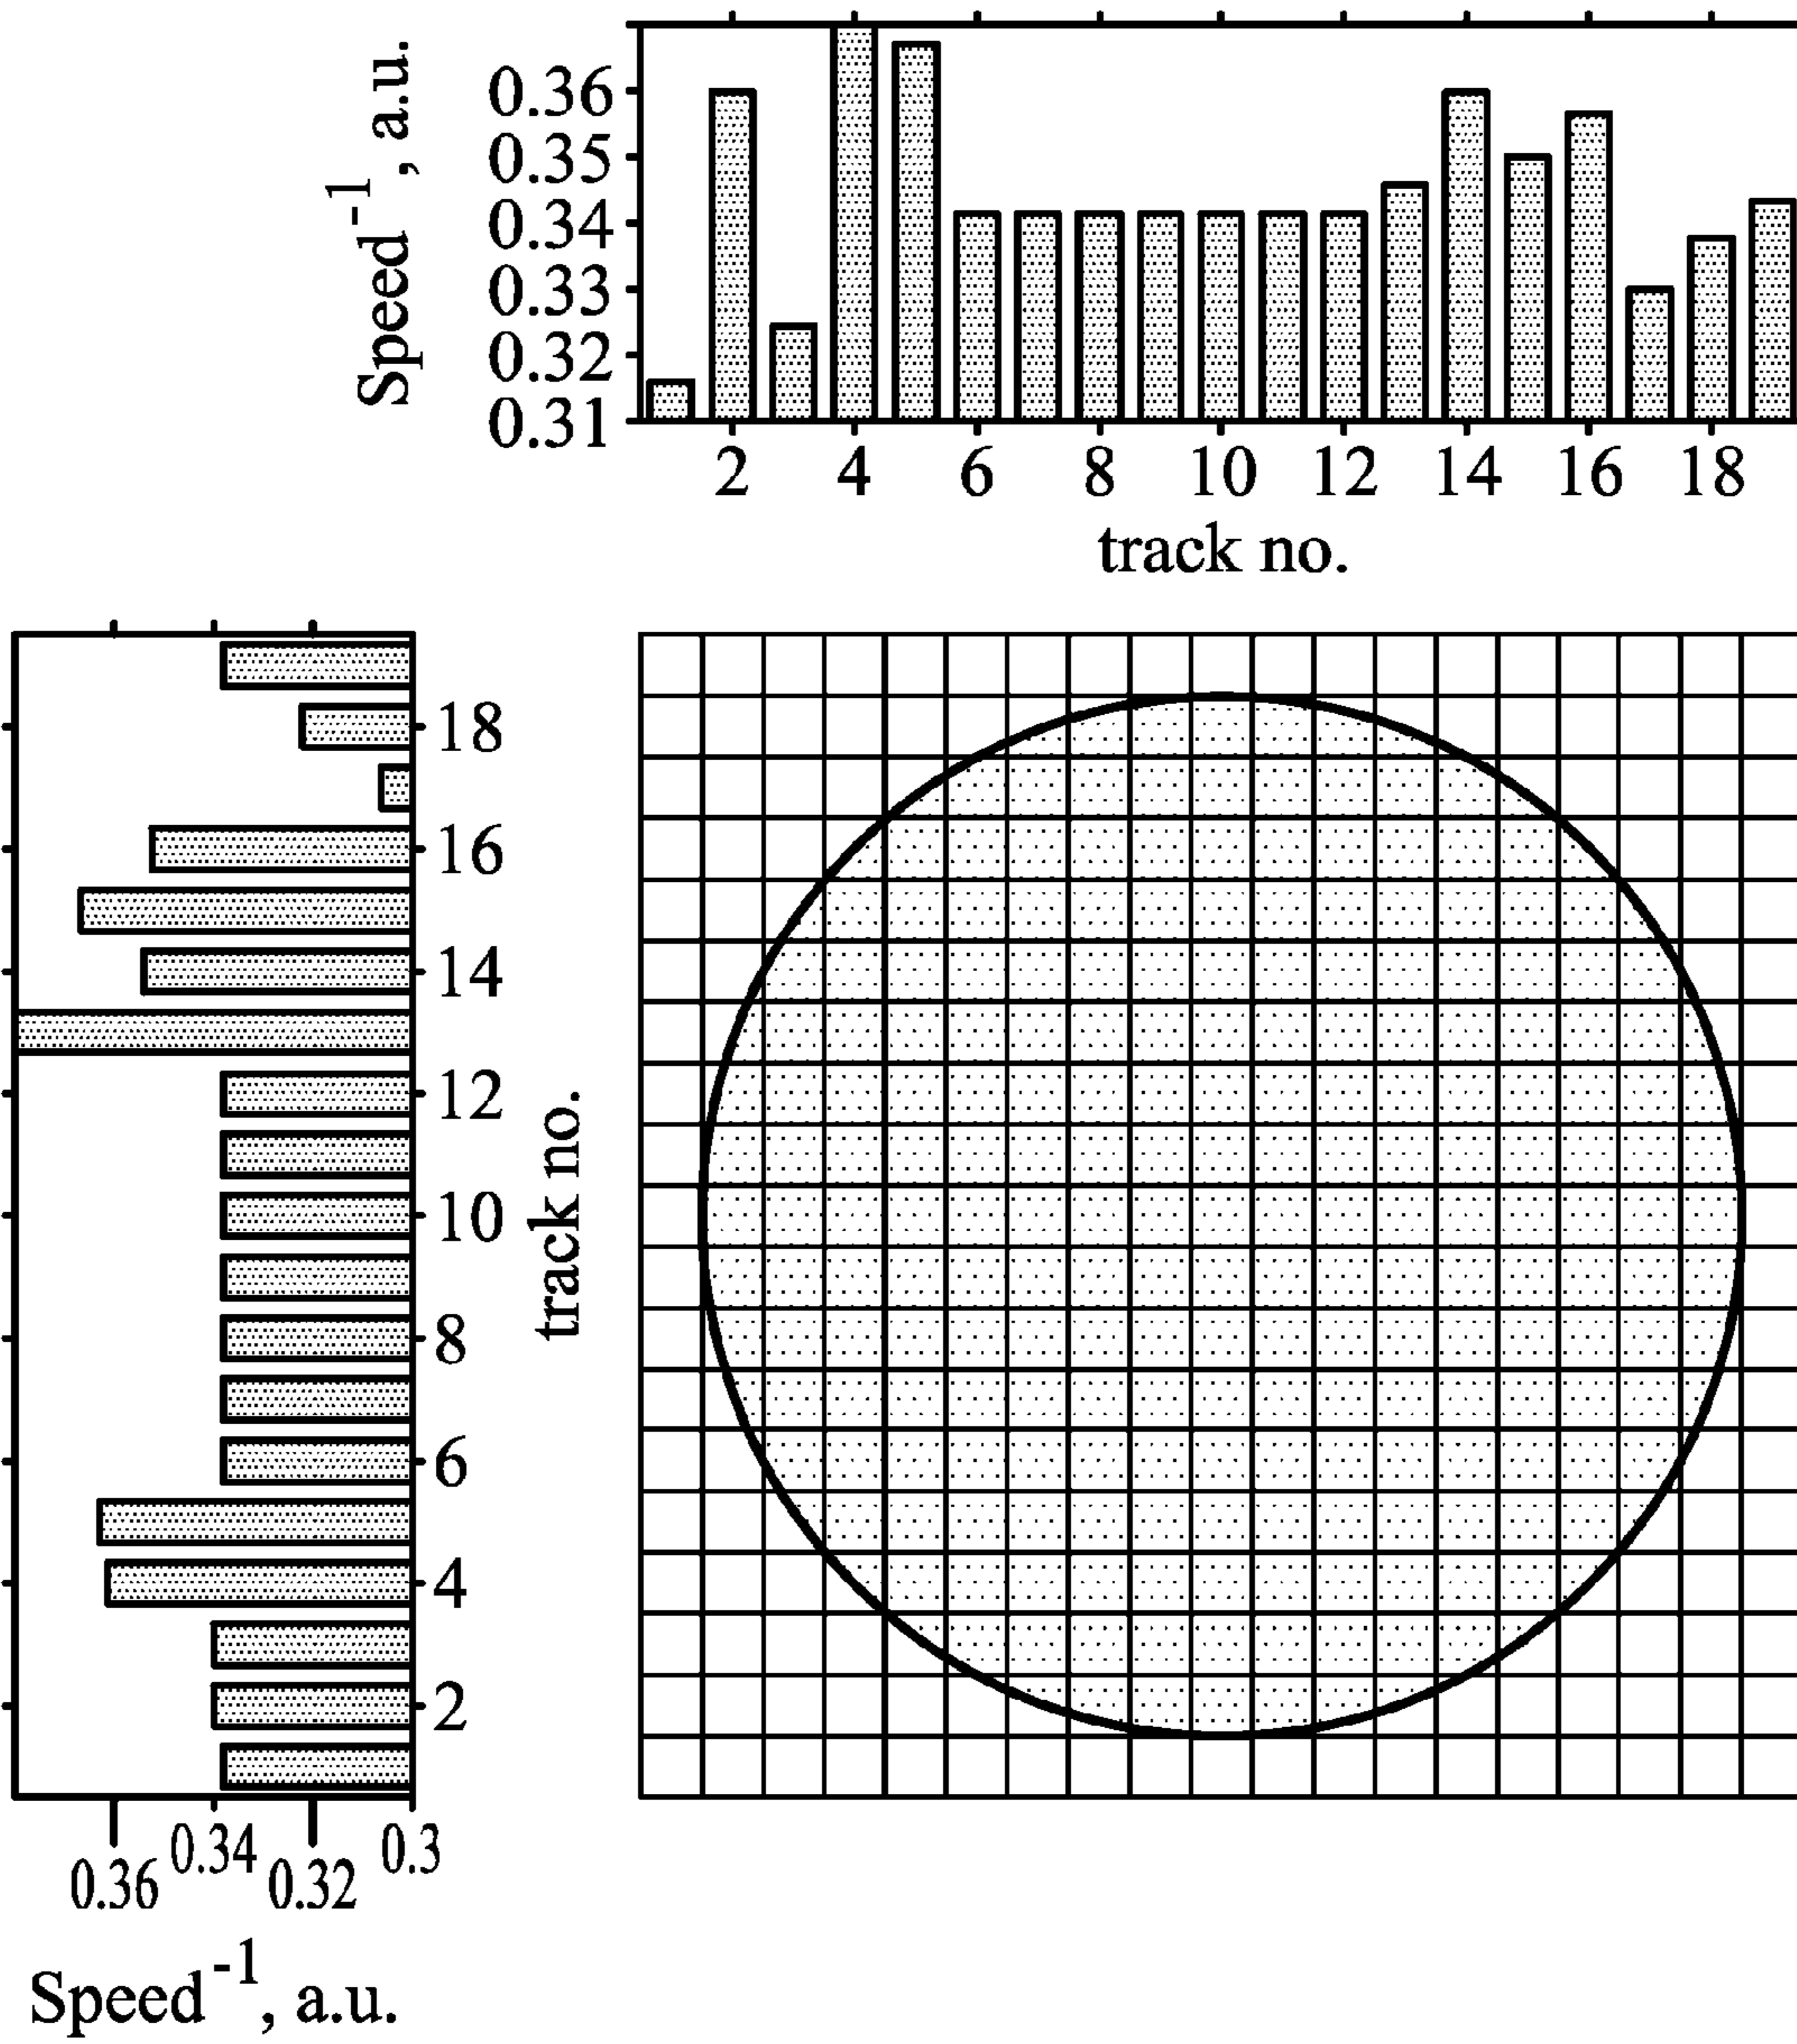 Speed⁻¹, a.u.
0.36
0.35
0.34
0.33
0.32
0.31
2 4 6 8 10 12 14 16 18
track no.
18
16
14
12
10
8
6
4
2
track no.
0.36 0.34 0.32 0.3
Speed⁻¹, a.u.